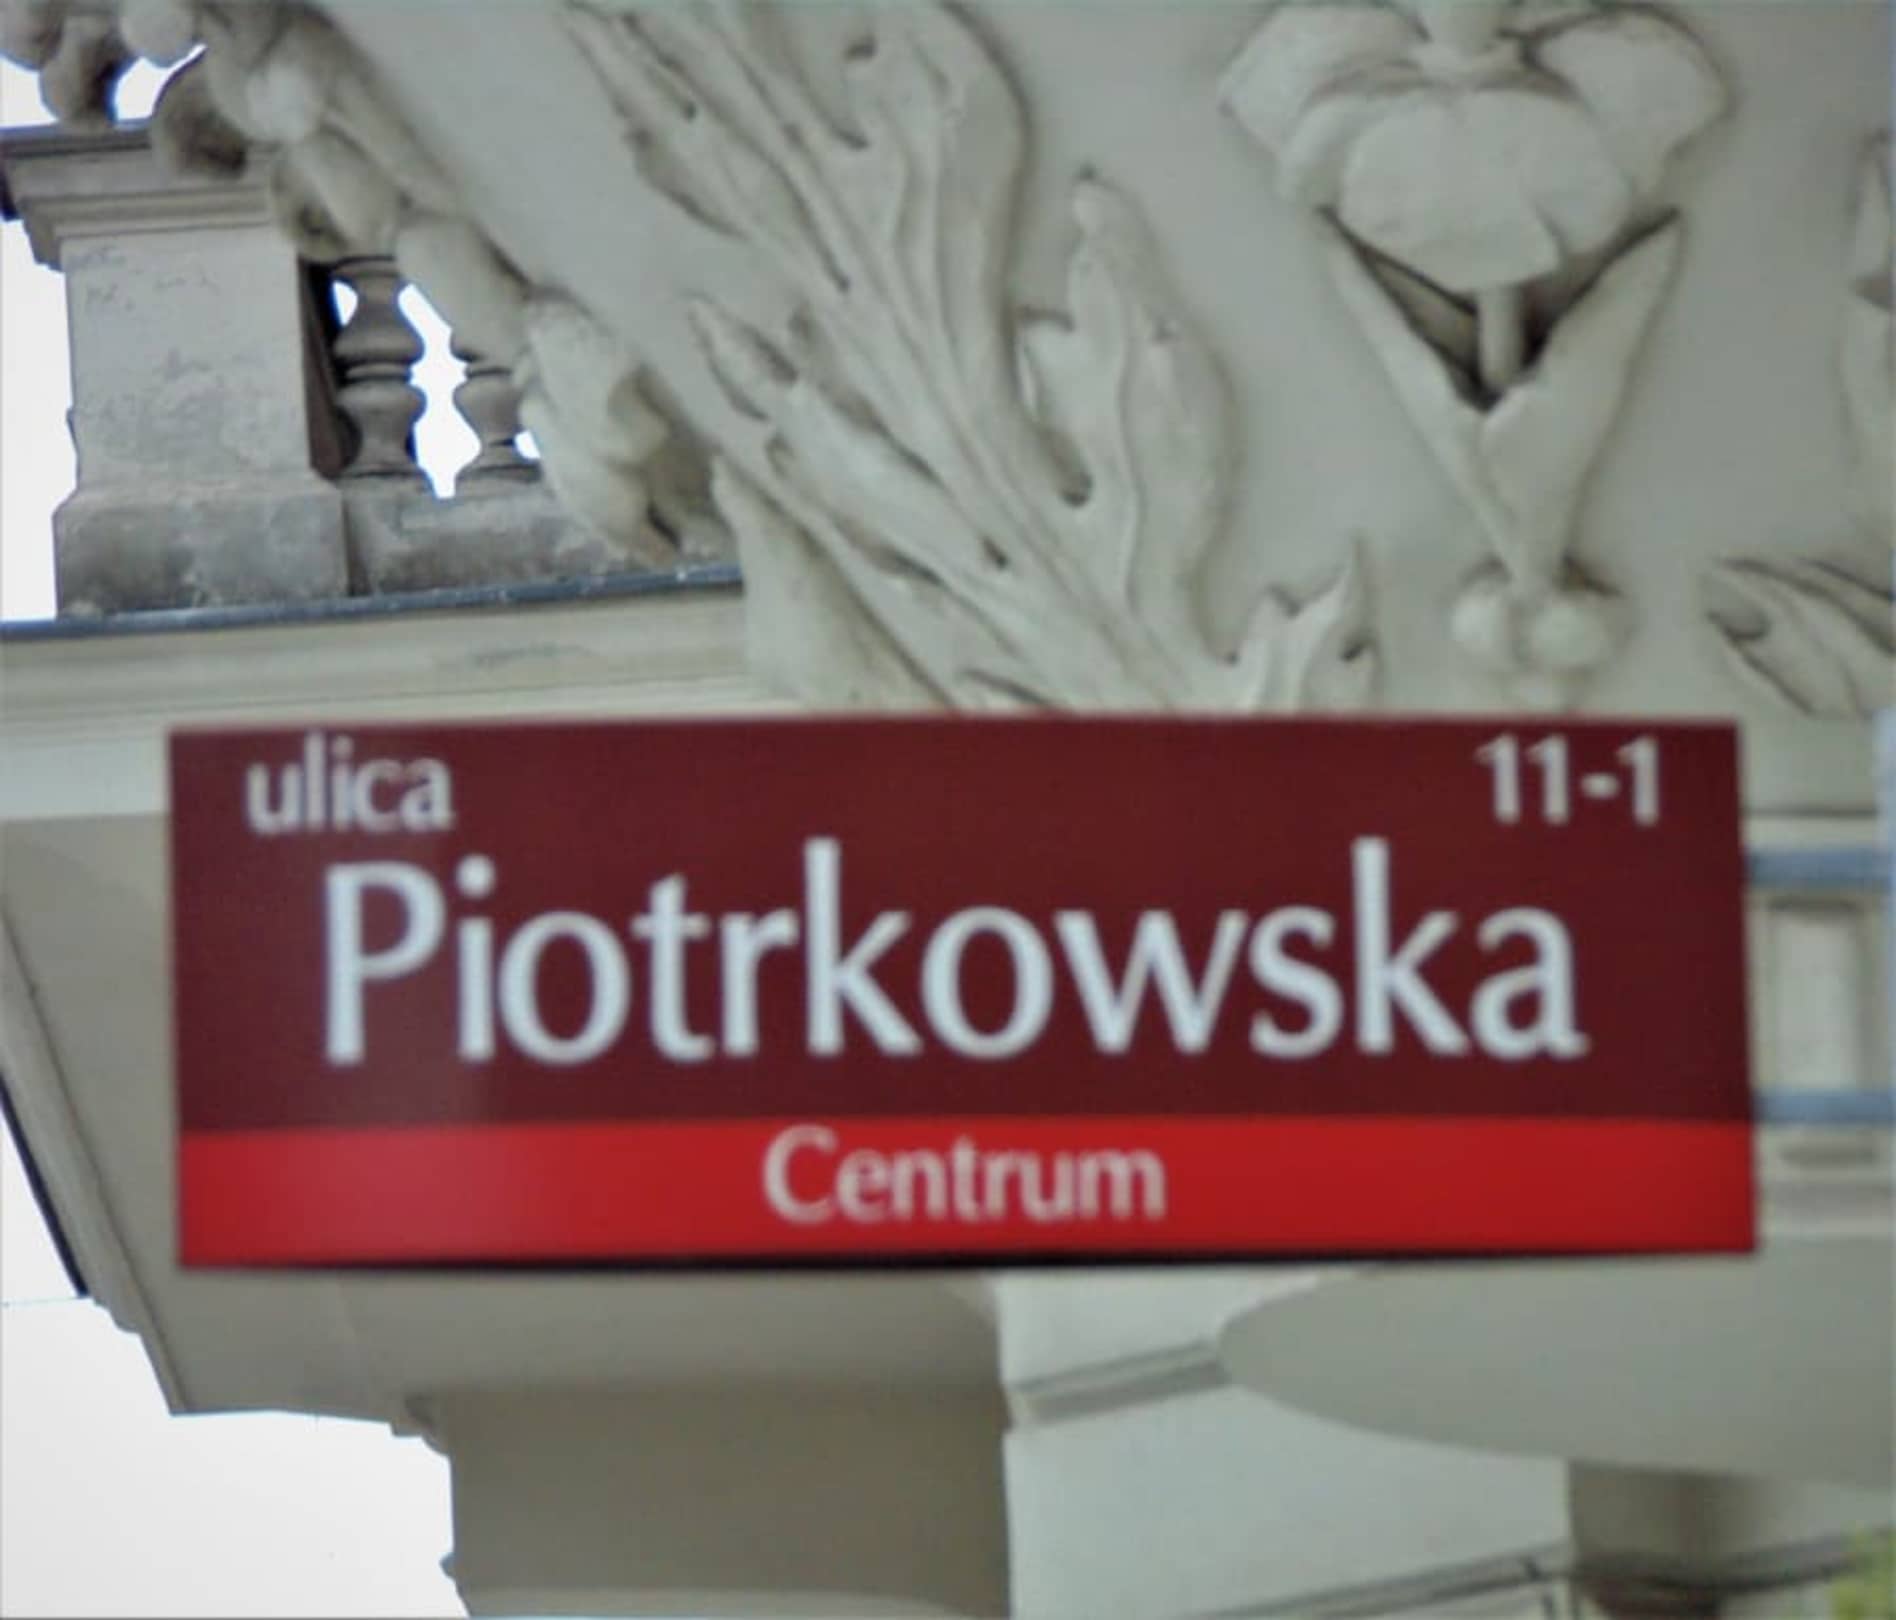 ulica 11-1
Piotrkowska
Centrum